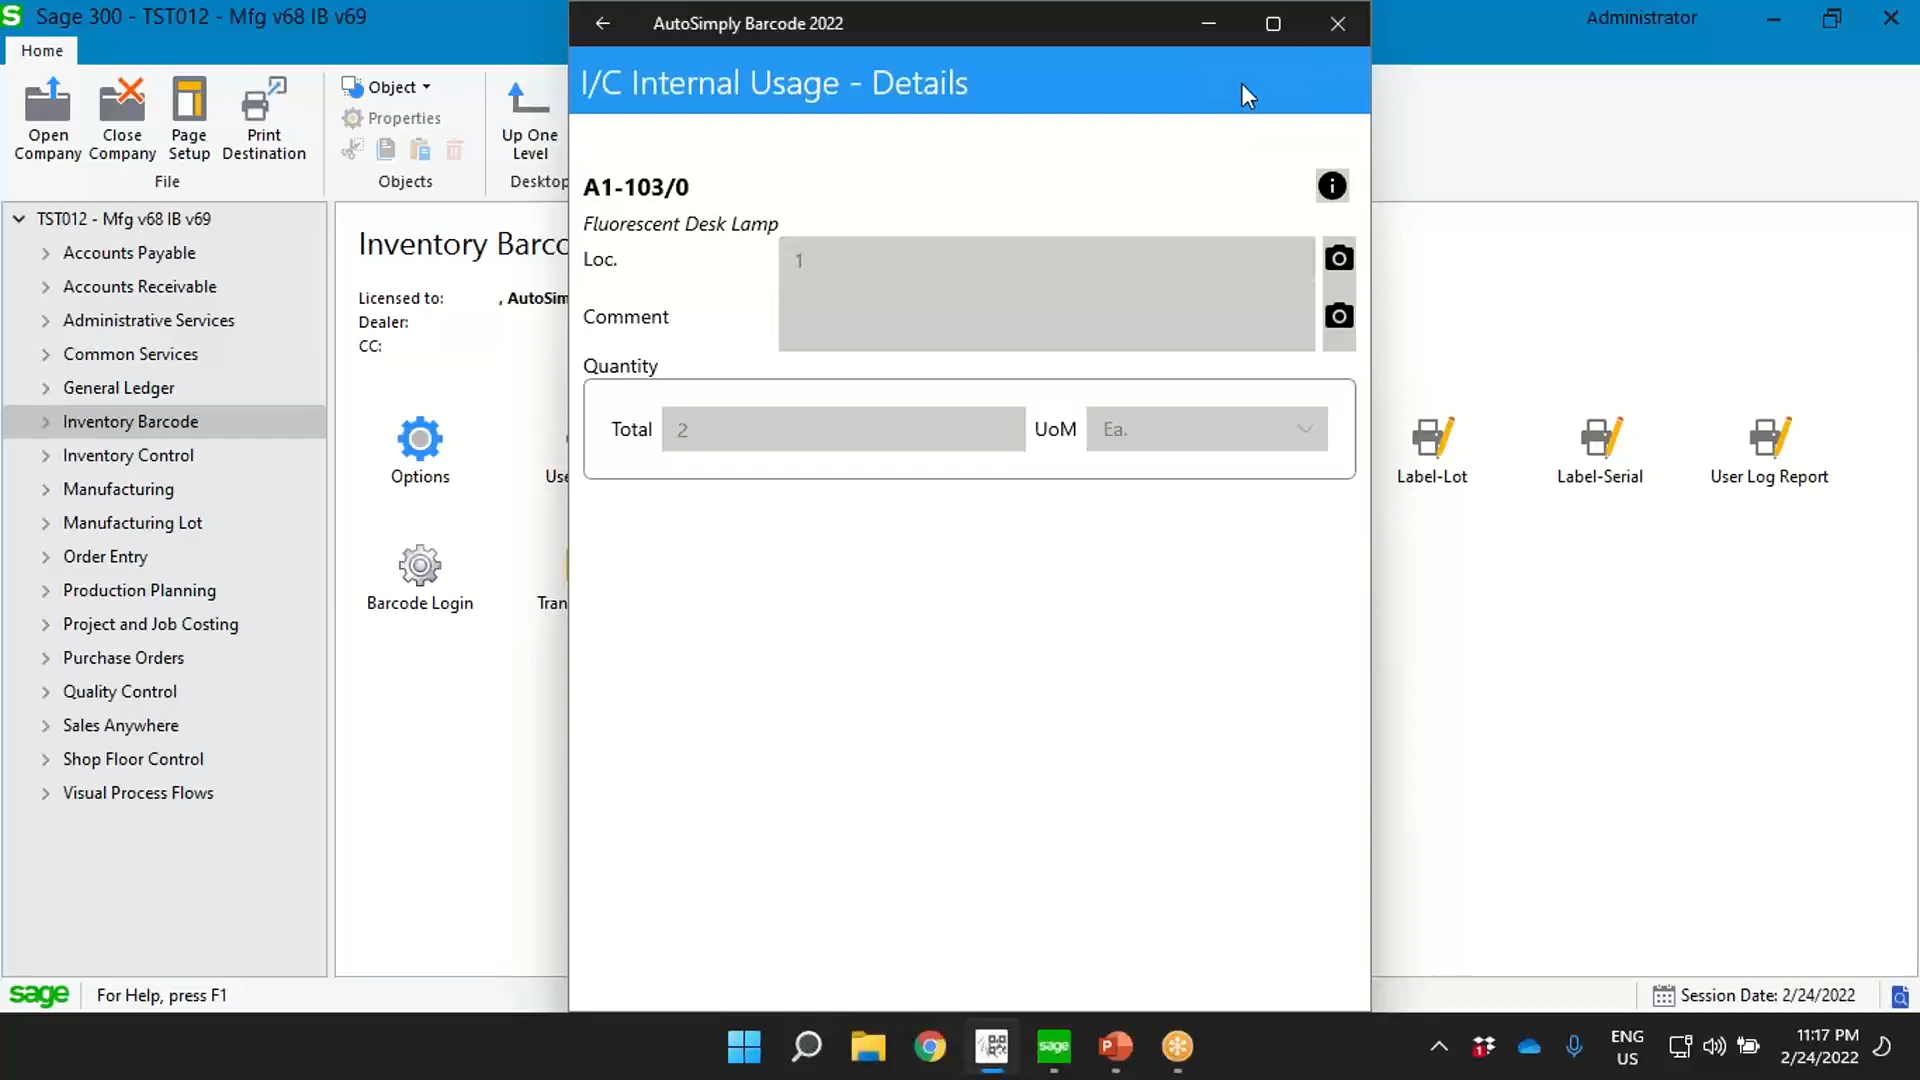 S Sage 300 - TST012 - Mfg v68 IB v69
Administrator
AutoSimply Barcode 2022
Home
Open Company
Close Company
Page Setup
Print Destination
File
Object
Properties
Objects
Up One Level
Desktop
I/C Internal Usage - Details
A1-103/0
Fluorescent Desk Lamp
Loc.
1
Comment
Quantity
Total
2
UoM
Ea.
TST012 - Mfg v68 IB v69
Accounts Payable
Accounts Receivable
Administrative Services
Common Services
General Ledger
Inventory Barcode
Inventory Control
Manufacturing
Manufacturing Lot
Order Entry
Production Planning
Project and Job Costing
Purchase Orders
Quality Control
Sales Anywhere
Shop Floor Control
Visual Process Flows
Inventory Barco
Licensed to:
, AutoSim
Dealer:
CC:
Options
Use
Barcode Login
Tran
Label-Lot
Label-Serial
User Log Report
sage
For Help, press F1
Session Date: 2/24/2022
sage
P
1
ENG
US
11:17 PM
2/24/2022